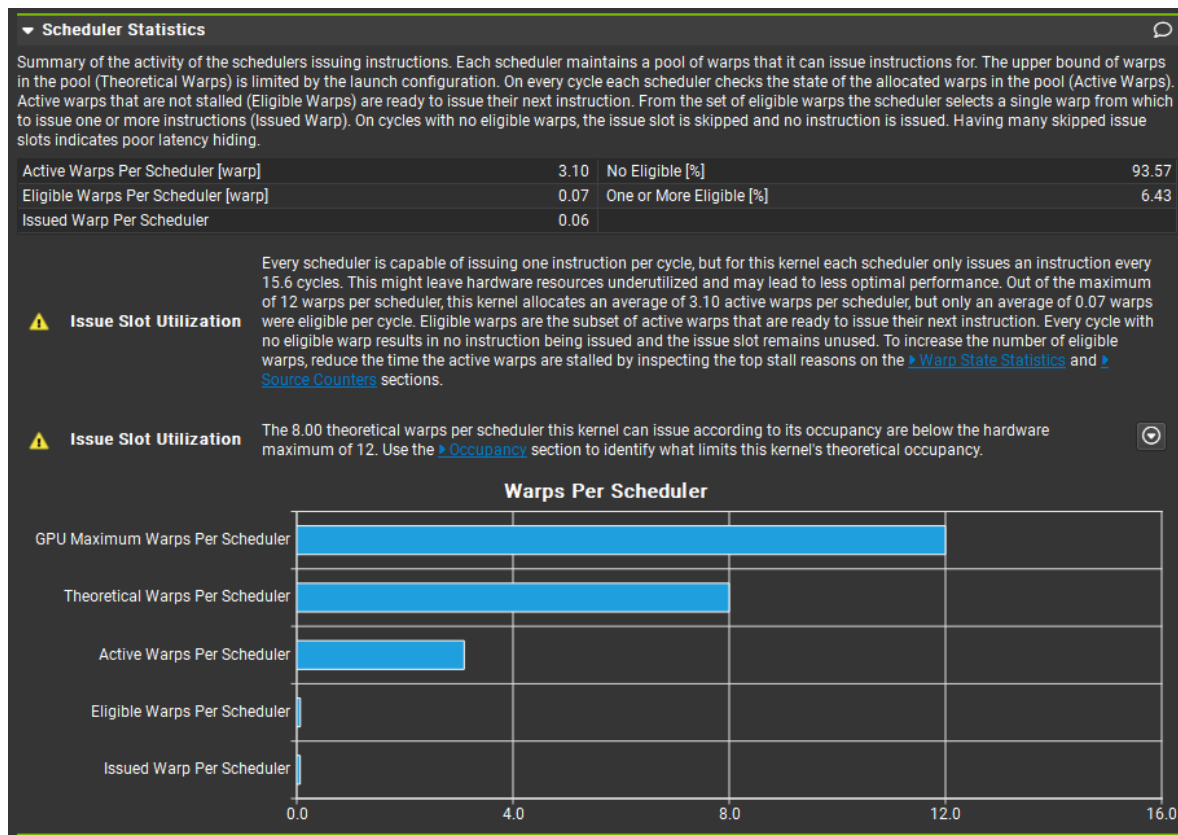 Scheduler Statistics
Summary of the activity of the schedulers issuing instructions. Each scheduler maintains a pool of warps that it can issue instructions for. The upper bound of warps
in the pool (Theoretical Warps) is limited by the launch configuration. On every cycle each scheduler checks the state of the allocated warps in the pool (Active Warps).
Active warps that are not stalled (Eligible Warps) are ready to issue their next instruction. From the set of eligible warps the scheduler selects a single warp from which
to issue one or more instructions (Issued Warp). On cycles with no eligible warps, the issue slot is skipped and no instruction is issued. Having many skipped issue
slots indicates poor latency hiding.
Active Warps Per Scheduler [warp] 3.10 No Eligible [%] 93.57
Eligible Warps Per Scheduler [warp] 0.07 One or More Eligible [%] 6.43
Issued Warp Per Scheduler 0.06
Issue Slot Utilization
Every scheduler is capable of issuing one instruction per cycle, but for this kernel each scheduler only issues an instruction every
15.6 cycles. This might leave hardware resources underutilized and may lead to less optimal performance. Out of the maximum
of 12 warps per scheduler, this kernel allocates an average of 3.10 active warps per scheduler, but only an average of 0.07 warps
were eligible per cycle. Eligible warps are the subset of active warps that are ready to issue their next instruction. Every cycle with
no eligible warp results in no instruction being issued and the issue slot remains unused. To increase the number of eligible
warps, reduce the time the active warps are stalled by inspecting the top stall reasons on the Warp State Statistics and
Source Counters sections.
Issue Slot Utilization
The 8.00 theoretical warps per scheduler this kernel can issue according to its occupancy are below the hardware
maximum of 12. Use the Occupancy section to identify what limits this kernel's theoretical occupancy.
Warps Per Scheduler
GPU Maximum Warps Per Scheduler
Theoretical Warps Per Scheduler
Active Warps Per Scheduler
Eligible Warps Per Scheduler
Issued Warp Per Scheduler
0.0 4.0 8.0 12.0 16.0